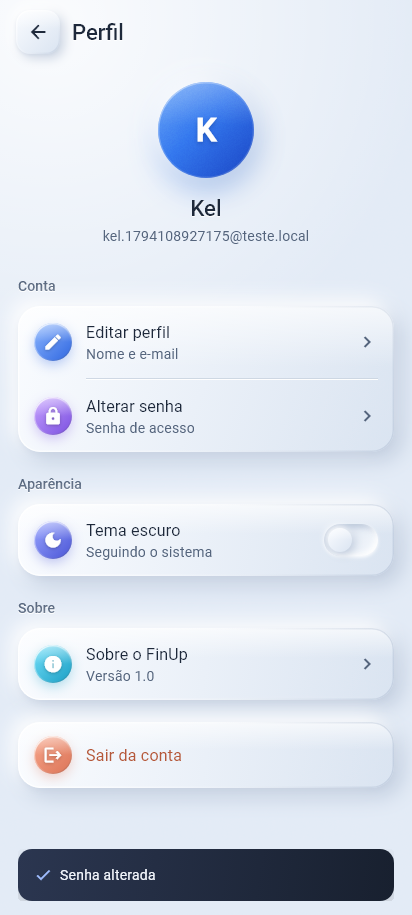 Perfil
K
Kel
kel.1794108927175@teste.local
Conta
Editar perfil
Nome e e-mail
Alterar senha
Senha de acesso
Aparência
Tema escuro
Seguindo o sistema
Sobre
Sobre o FinUp
Versão 1.0
Sair da conta
Senha alterada